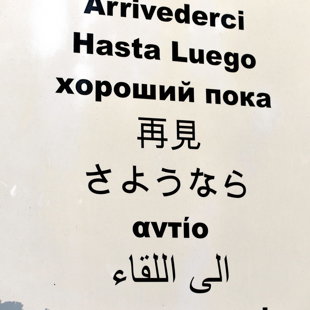 Arrivederci
Hasta Luego
хороший пока
再見
さようなら
αντίο
الى اللقاء